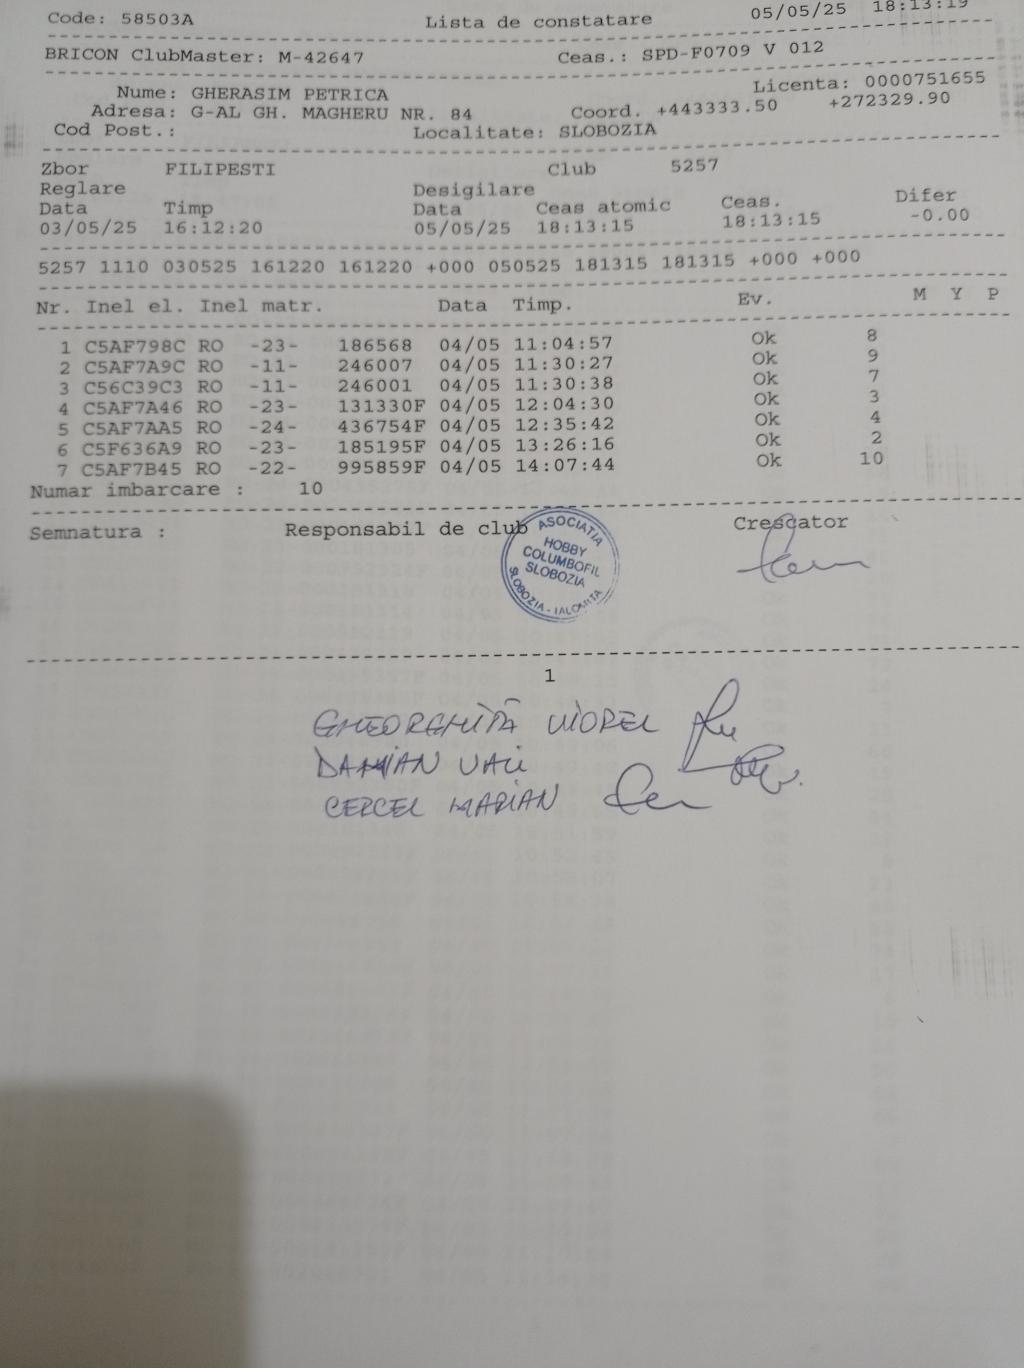 Code: 58503A Lista de constatare 05/05/25 18:13:19
BRICON ClubMaster: M-42647 Ceas.: SPD-F0709 V 012
Nume: GHERASIM PETRICA Licenta: 0000751655
Adresa: G-AL GH. MAGHERU NR. 84 Coord. +443333.50 +272329.90
Cod Post.: Localitate: SLOBOZIA
Zbor FILIPESTI Club 5257
Reglare Desigilare
Data Timp Data Ceas atomic Ceas. Difer
03/05/25 16:12:20 05/05/25 18:13:15 18:13:15 -0.00
5257 1110 030525 161220 161220 +000 050525 181315 181315 +000 +000
Nr. Inel el. Inel matr. Data Timp. Ev. M Y P
1 C5AF798C RO -23- 186568 04/05 11:04:57 Ok 8
2 C5AF7A9C RO -11- 246007 04/05 11:30:27 Ok 9
3 C56C39C3 RO -11- 246001 04/05 11:30:38 Ok 7
4 C5AF7A46 RO -23- 131330F 04/05 12:04:30 Ok 3
5 C5AF7AA5 RO -24- 436754F 04/05 12:35:42 Ok 4
6 C5F636A9 RO -23- 185195F 04/05 13:26:16 Ok 2
7 C5AF7B45 RO -22- 995859F 04/05 14:07:44 Ok 10
Numar imbarcare : 10
Semnatura : Responsabil de club Crescator
ASOCIATIA
HOBBY
COLUMBOFIL
SLOBOZIA
SLOBOZIA - IALOMITA
1
GHEORGHITĂ VIOREL
DAMIAN VALI
CERCEL MARIAN